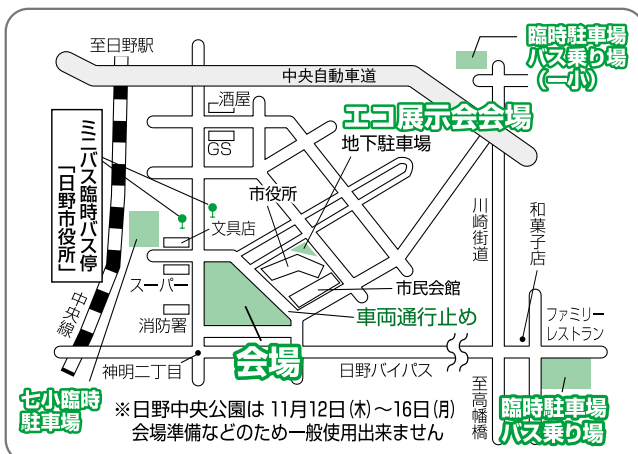 至日野駅
臨時駐車場
バス乗り場
(一小)
中央自動車道
酒屋
エコ展示会会場
地下駐車場
GS
ミニバス臨時バス停
「日野市役所」
市役所
文具店
川崎街道
和菓子店
スーパー
市民会館
中央線
消防署
車両通行止め
ファミリー
レストラン
会場
神明二丁目
日野バイパス
至高幡橋
七小臨時
駐車場
臨時駐車場
バス乗り場
※日野中央公園は11月12日(木)~16日(月)
会場準備などのため一般使用出来ません